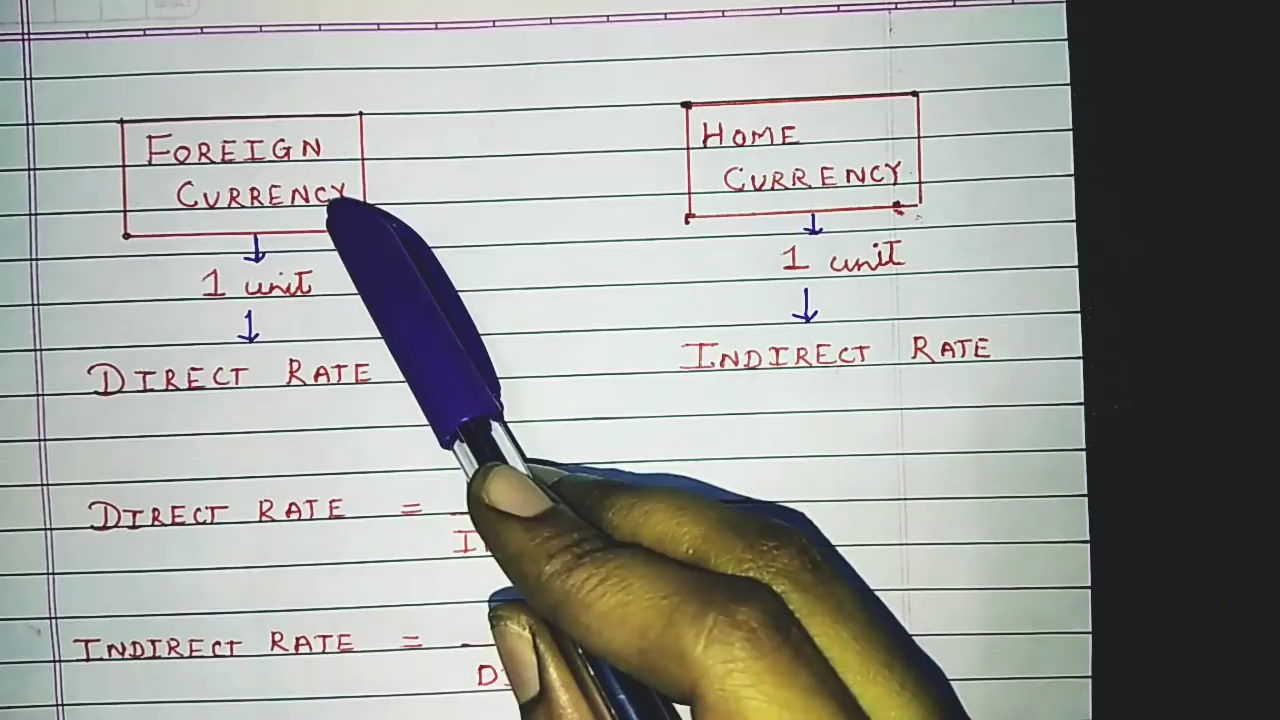 FOREIGN
CURRENCY
1 unit
DIRECT RATE
HOME
CURRENCY
1 unit
INDIRECT RATE
DIRECT RATE =
INDIRECT RATE =